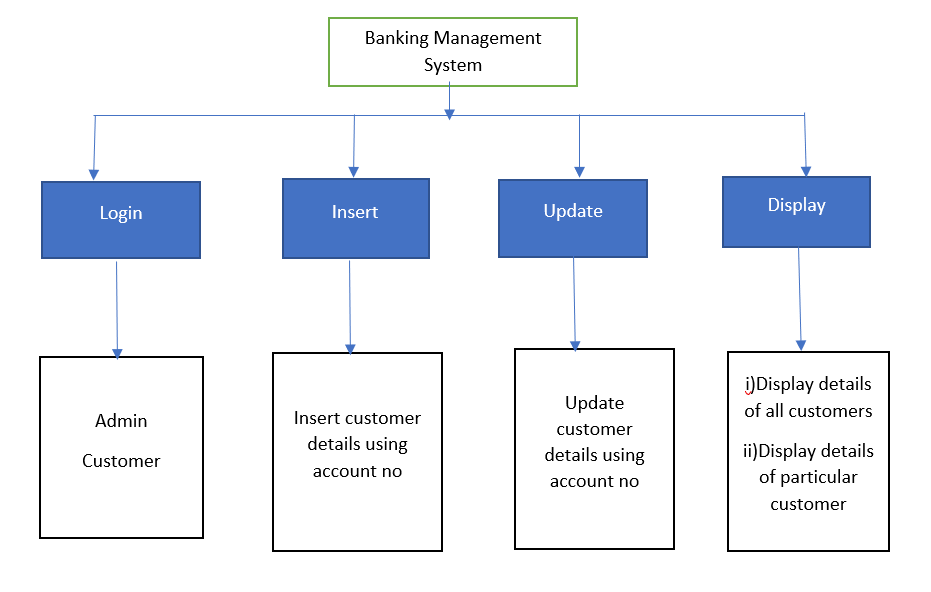 Banking Management
System
Login
Insert
Update
Display
Admin
Customer
Insert customer
details using
account no
Update
customer
details using
account no
i)Display details
of all customers
ii)Display details
of particular
customer